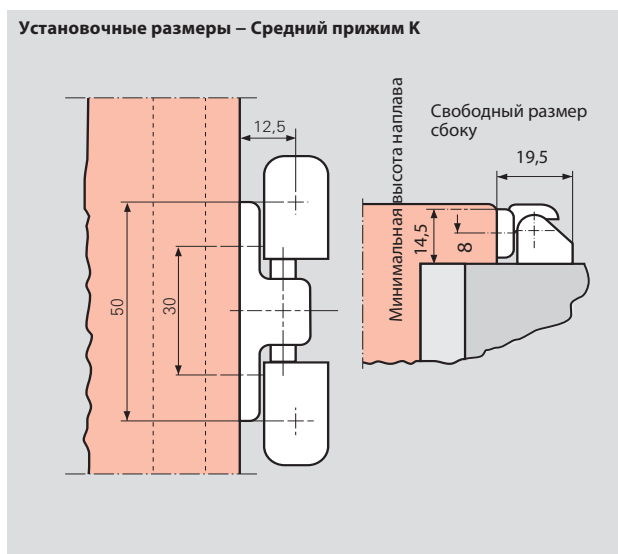 Установочные размеры – Средний прижим K
12,5
50
30
Минимальная высота наплава
Свободный размер
сбоку
19,5
14,5
8